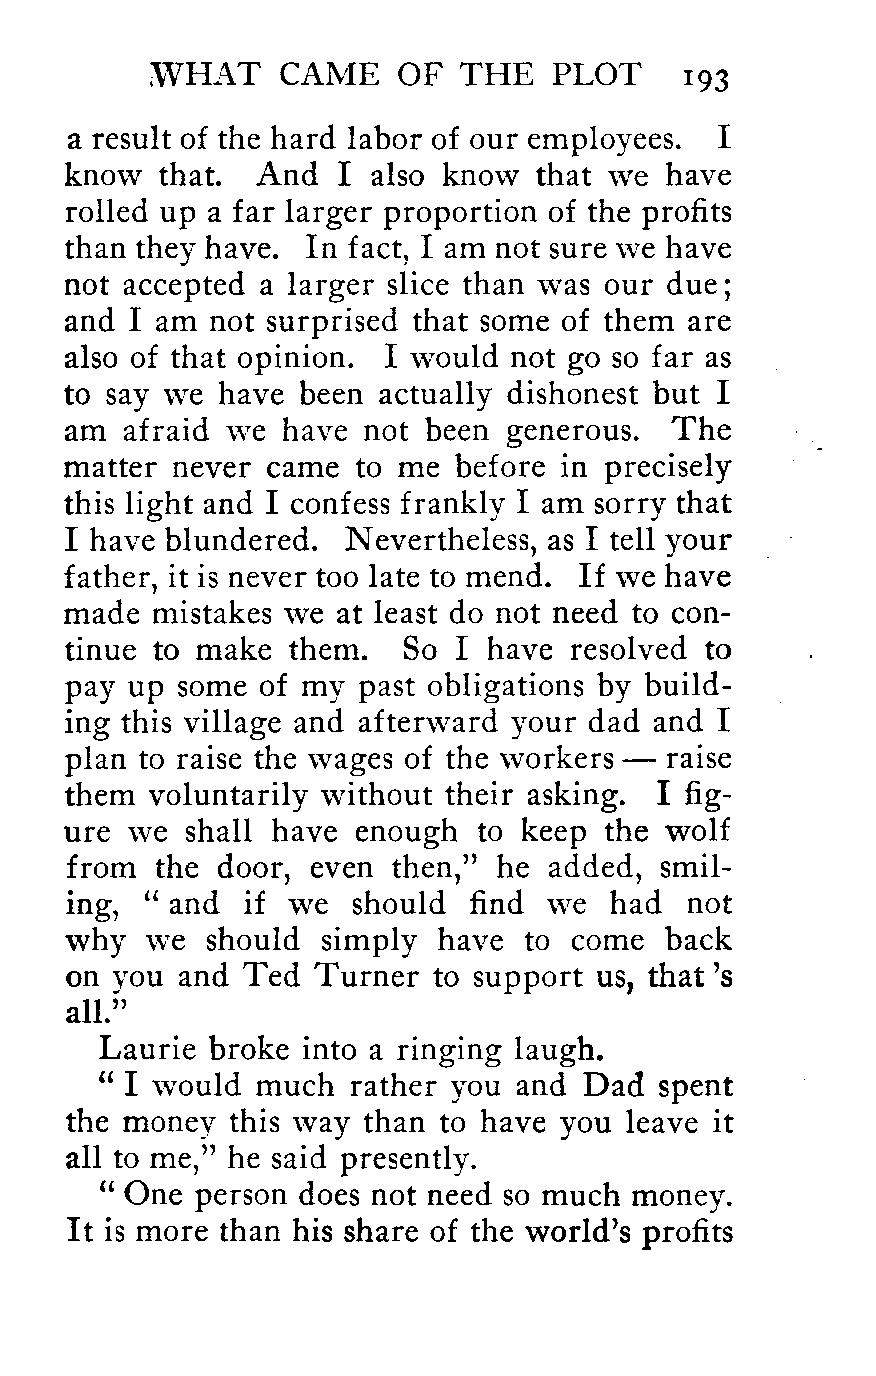 WHAT CAME OF THE PLOT 193
a result of the hard labor of our employees. I
know that. And I also know that we have
rolled up a far larger proportion of the profits
than they have. In fact, I am not sure we have
not accepted a larger slice than was our due;
and I am not surprised that some of them are
also of that opinion. I would not go so far as
to say we have been actually dishonest but I
am afraid we have not been generous. The
matter never came to me before in precisely
this light and I confess frankly I am sorry that
I have blundered. Nevertheless, as I tell your
father, it is never too late to mend. If we have
made mistakes we at least do not need to con-
tinue to make them. So I have resolved to
pay up some of my past obligations by build-
ing this village and afterward your dad and I
plan to raise the wages of the workers — raise
them voluntarily without their asking. I fig-
ure we shall have enough to keep the wolf
from the door, even then,” he added, smil-
ing, “ and if we should find we had not
why we should simply have to come back
on you and Ted Turner to support us, that 's
all.”
Laurie broke into a ringing laugh.
“ I would much rather you and Dad spent
the money this way than to have you leave it
all to me,” he said presently.
“ One person does not need so much money.
It is more than his share of the world's profits